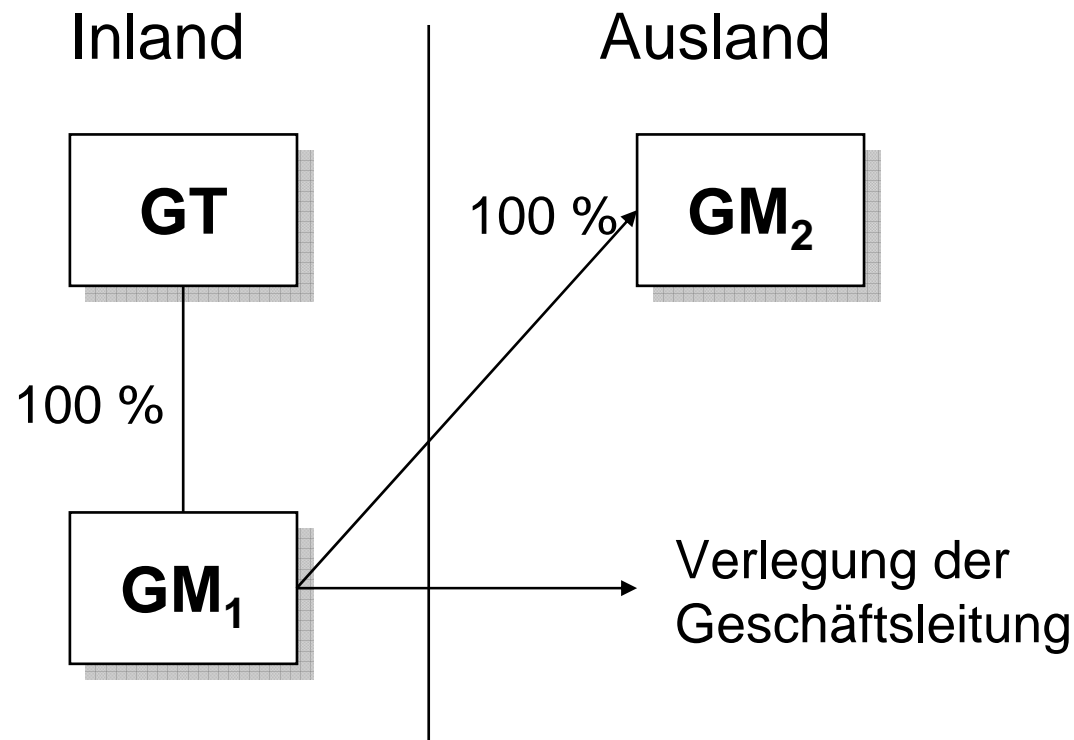 Inland
Ausland
GT
100 %
GM₂
100 %
GM₁
Verlegung der
Geschäftsleitung